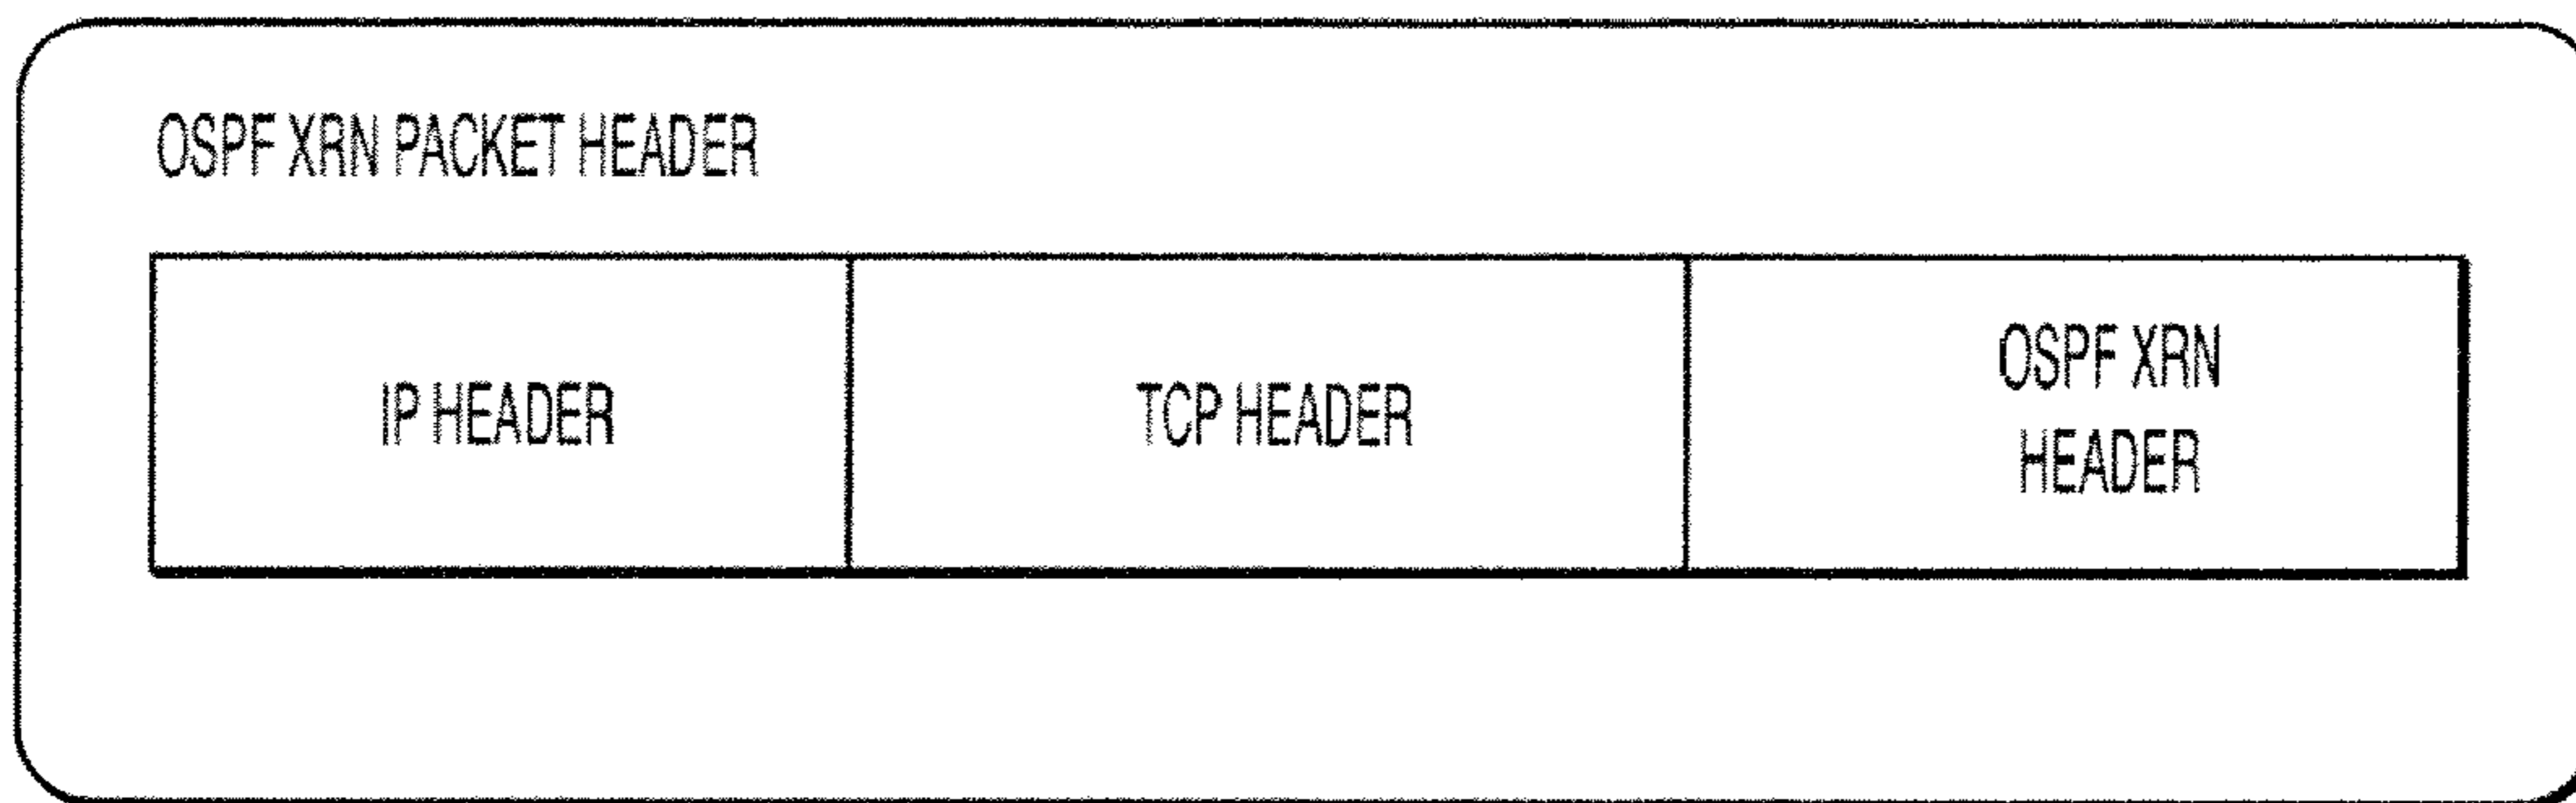 OSPF XRN PACKET HEADER
IP HEADER
TCP HEADER
OSPF XRN
HEADER